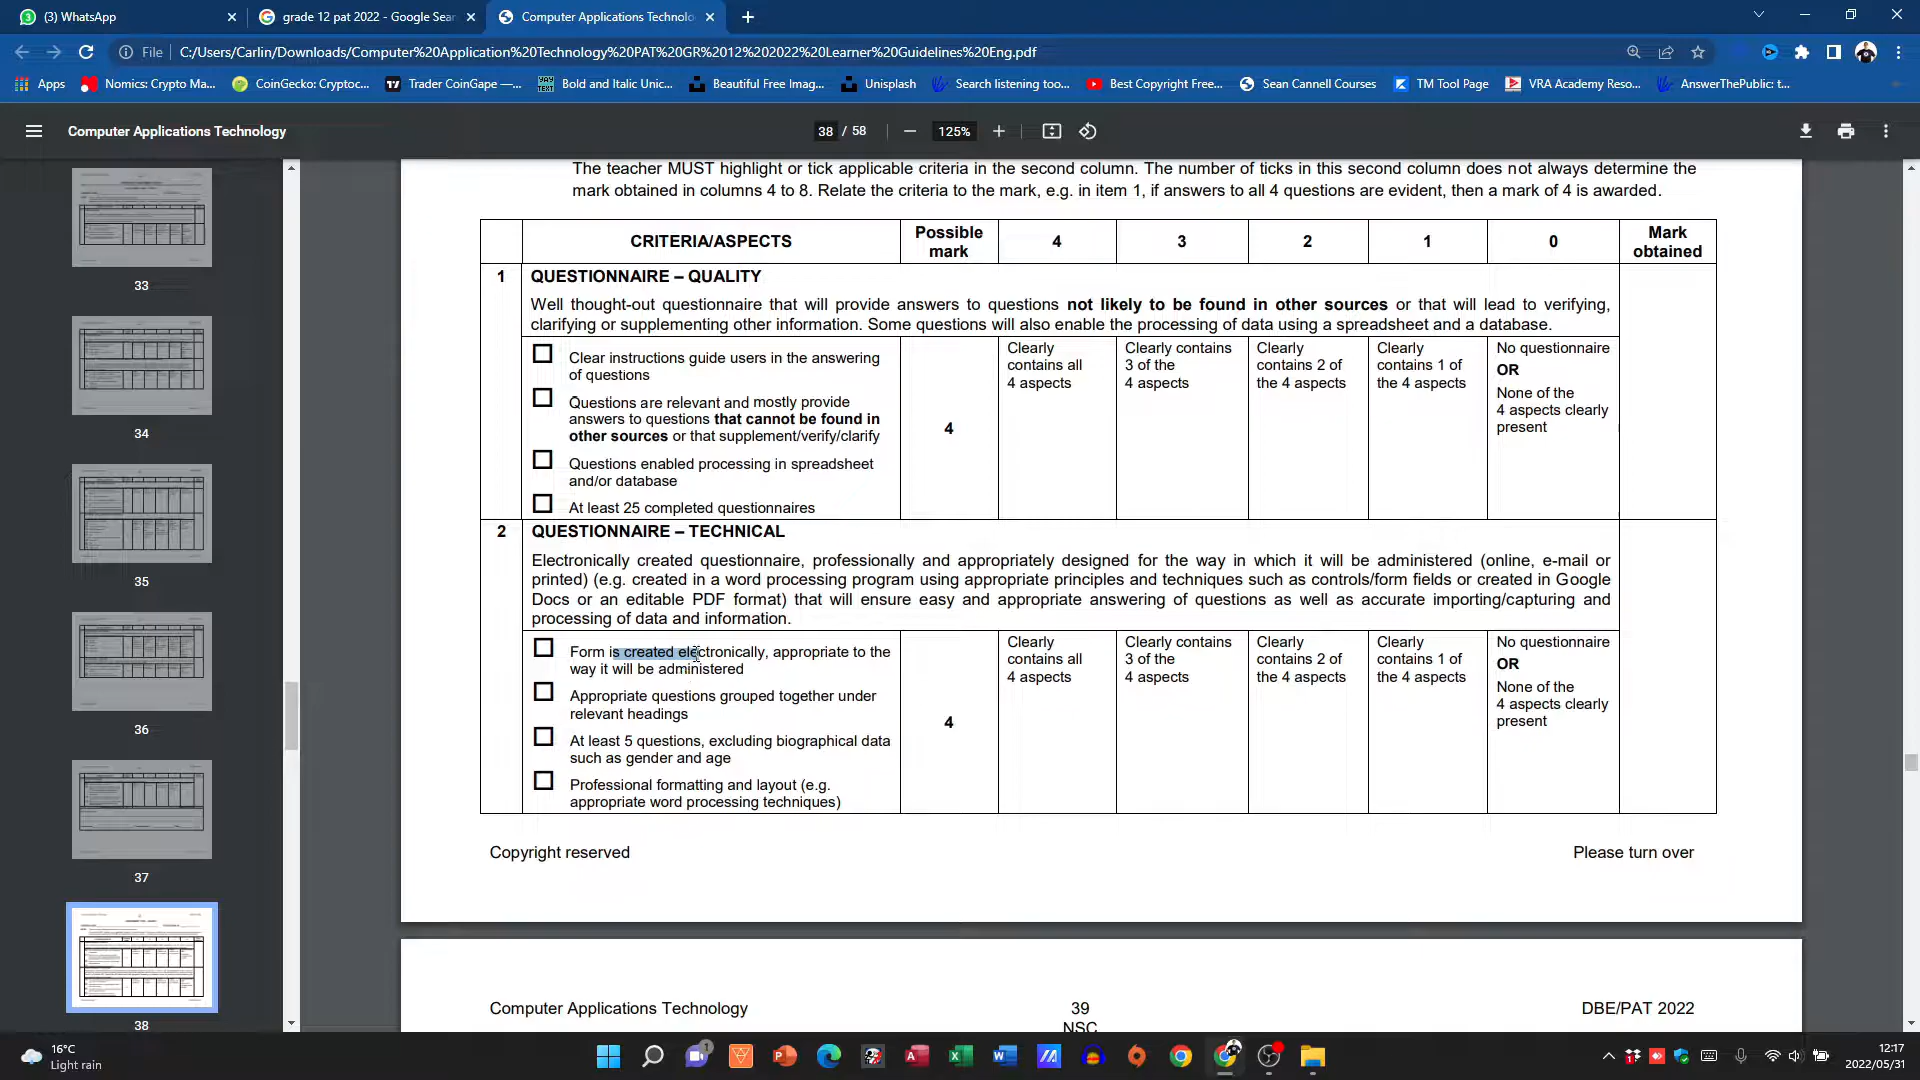 (3) WhatsApp
grade 12 pat 2022 - Google Sear
Computer Applications Technolo
File C:/Users/Carlin/Downloads/Computer%20Application%20Technology%20PAT%20GR%2012%202022%20Learner%20Guidelines%20Eng.pdf
Apps Nomics: Crypto Ma... CoinGecko: Cryptoc... Trader CoinGape —... Bold and Italic Unic... Beautiful Free Imag... Unisplash Search listening too... Best Copyright Free... Sean Cannell Courses TM Tool Page VRA Academy Reso... AnswerThePublic: t...
Computer Applications Technology
38 / 58
125%
33
34
35
36
37
38
The teacher MUST highlight or tick applicable criteria in the second column. The number of ticks in this second column does not always determine the
mark obtained in columns 4 to 8. Relate the criteria to the mark, e.g. in item 1, if answers to all 4 questions are evident, then a mark of 4 is awarded.
CRITERIA/ASPECTS
Possible
mark
4
3
2
1
0
Mark
obtained
1 QUESTIONNAIRE – QUALITY
Well thought-out questionnaire that will provide answers to questions not likely to be found in other sources or that will lead to verifying,
clarifying or supplementing other information. Some questions will also enable the processing of data using a spreadsheet and a database.
Clear instructions guide users in the answering
of questions
Questions are relevant and mostly provide
answers to questions that cannot be found in
other sources or that supplement/verify/clarify
Questions enabled processing in spreadsheet
and/or database
At least 25 completed questionnaires
4
Clearly
contains all
4 aspects
Clearly contains
3 of the
4 aspects
Clearly
contains 2 of
the 4 aspects
Clearly
contains 1 of
the 4 aspects
No questionnaire
OR
None of the
4 aspects clearly
present
2 QUESTIONNAIRE – TECHNICAL
Electronically created questionnaire, professionally and appropriately designed for the way in which it will be administered (online, e-mail or
printed) (e.g. created in a word processing program using appropriate principles and techniques such as controls/form fields or created in Google
Docs or an editable PDF format) that will ensure easy and appropriate answering of questions as well as accurate importing/capturing and
processing of data and information.
Form is created electronically, appropriate to the
way it will be administered
Appropriate questions grouped together under
relevant headings
At least 5 questions, excluding biographical data
such as gender and age
Professional formatting and layout (e.g.
appropriate word processing techniques)
4
Clearly
contains all
4 aspects
Clearly contains
3 of the
4 aspects
Clearly
contains 2 of
the 4 aspects
Clearly
contains 1 of
the 4 aspects
No questionnaire
OR
None of the
4 aspects clearly
present
Copyright reserved
Please turn over
Computer Applications Technology
39
DBE/PAT 2022
NSC
16°C
Light rain
12:17
2022/05/31